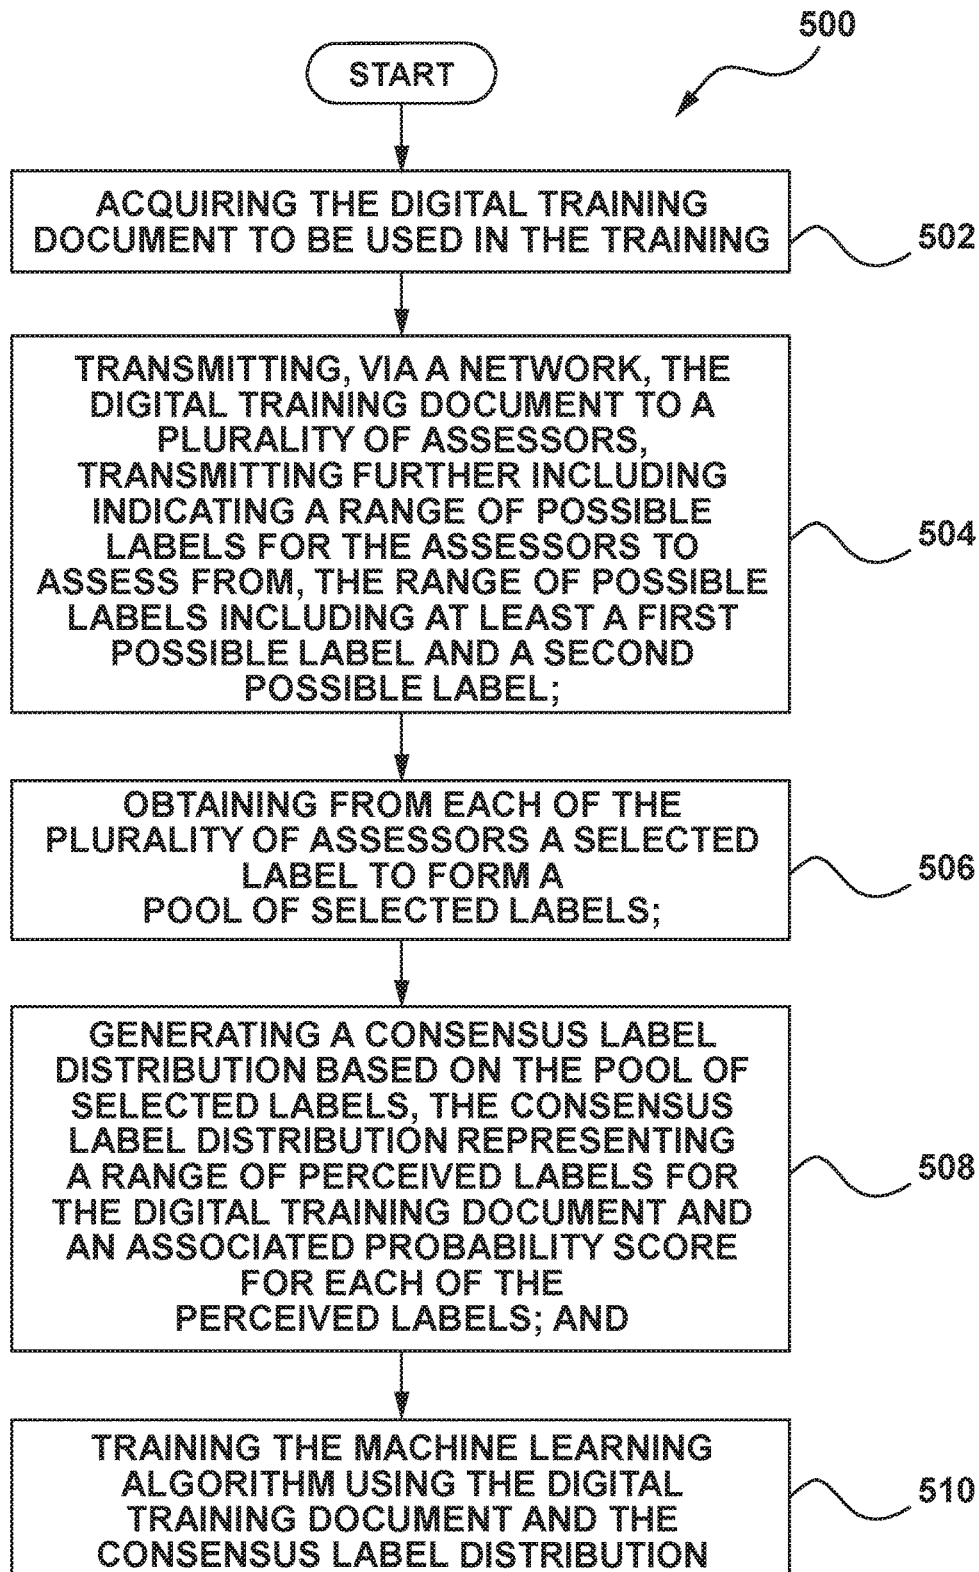 500
START
ACQUIRING THE DIGITAL TRAINING
DOCUMENT TO BE USED IN THE TRAINING
502
TRANSMITTING, VIA A NETWORK, THE
DIGITAL TRAINING DOCUMENT TO A
PLURALITY OF ASSESSORS,
TRANSMITTING FURTHER INCLUDING
INDICATING A RANGE OF POSSIBLE
LABELS FOR THE ASSESSORS TO
ASSESS FROM, THE RANGE OF POSSIBLE
LABELS INCLUDING AT LEAST A FIRST
POSSIBLE LABEL AND A SECOND
POSSIBLE LABEL;
504
OBTAINING FROM EACH OF THE
PLURALITY OF ASSESSORS A SELECTED
LABEL TO FORM A
POOL OF SELECTED LABELS;
506
GENERATING A CONSENSUS LABEL
DISTRIBUTION BASED ON THE POOL OF
SELECTED LABELS, THE CONSENSUS
LABEL DISTRIBUTION REPRESENTING
A RANGE OF PERCEIVED LABELS FOR
THE DIGITAL TRAINING DOCUMENT AND
AN ASSOCIATED PROBABILITY SCORE
FOR EACH OF THE
PERCEIVED LABELS; AND
508
TRAINING THE MACHINE LEARNING
ALGORITHM USING THE DIGITAL
TRAINING DOCUMENT AND THE
CONSENSUS LABEL DISTRIBUTION
510